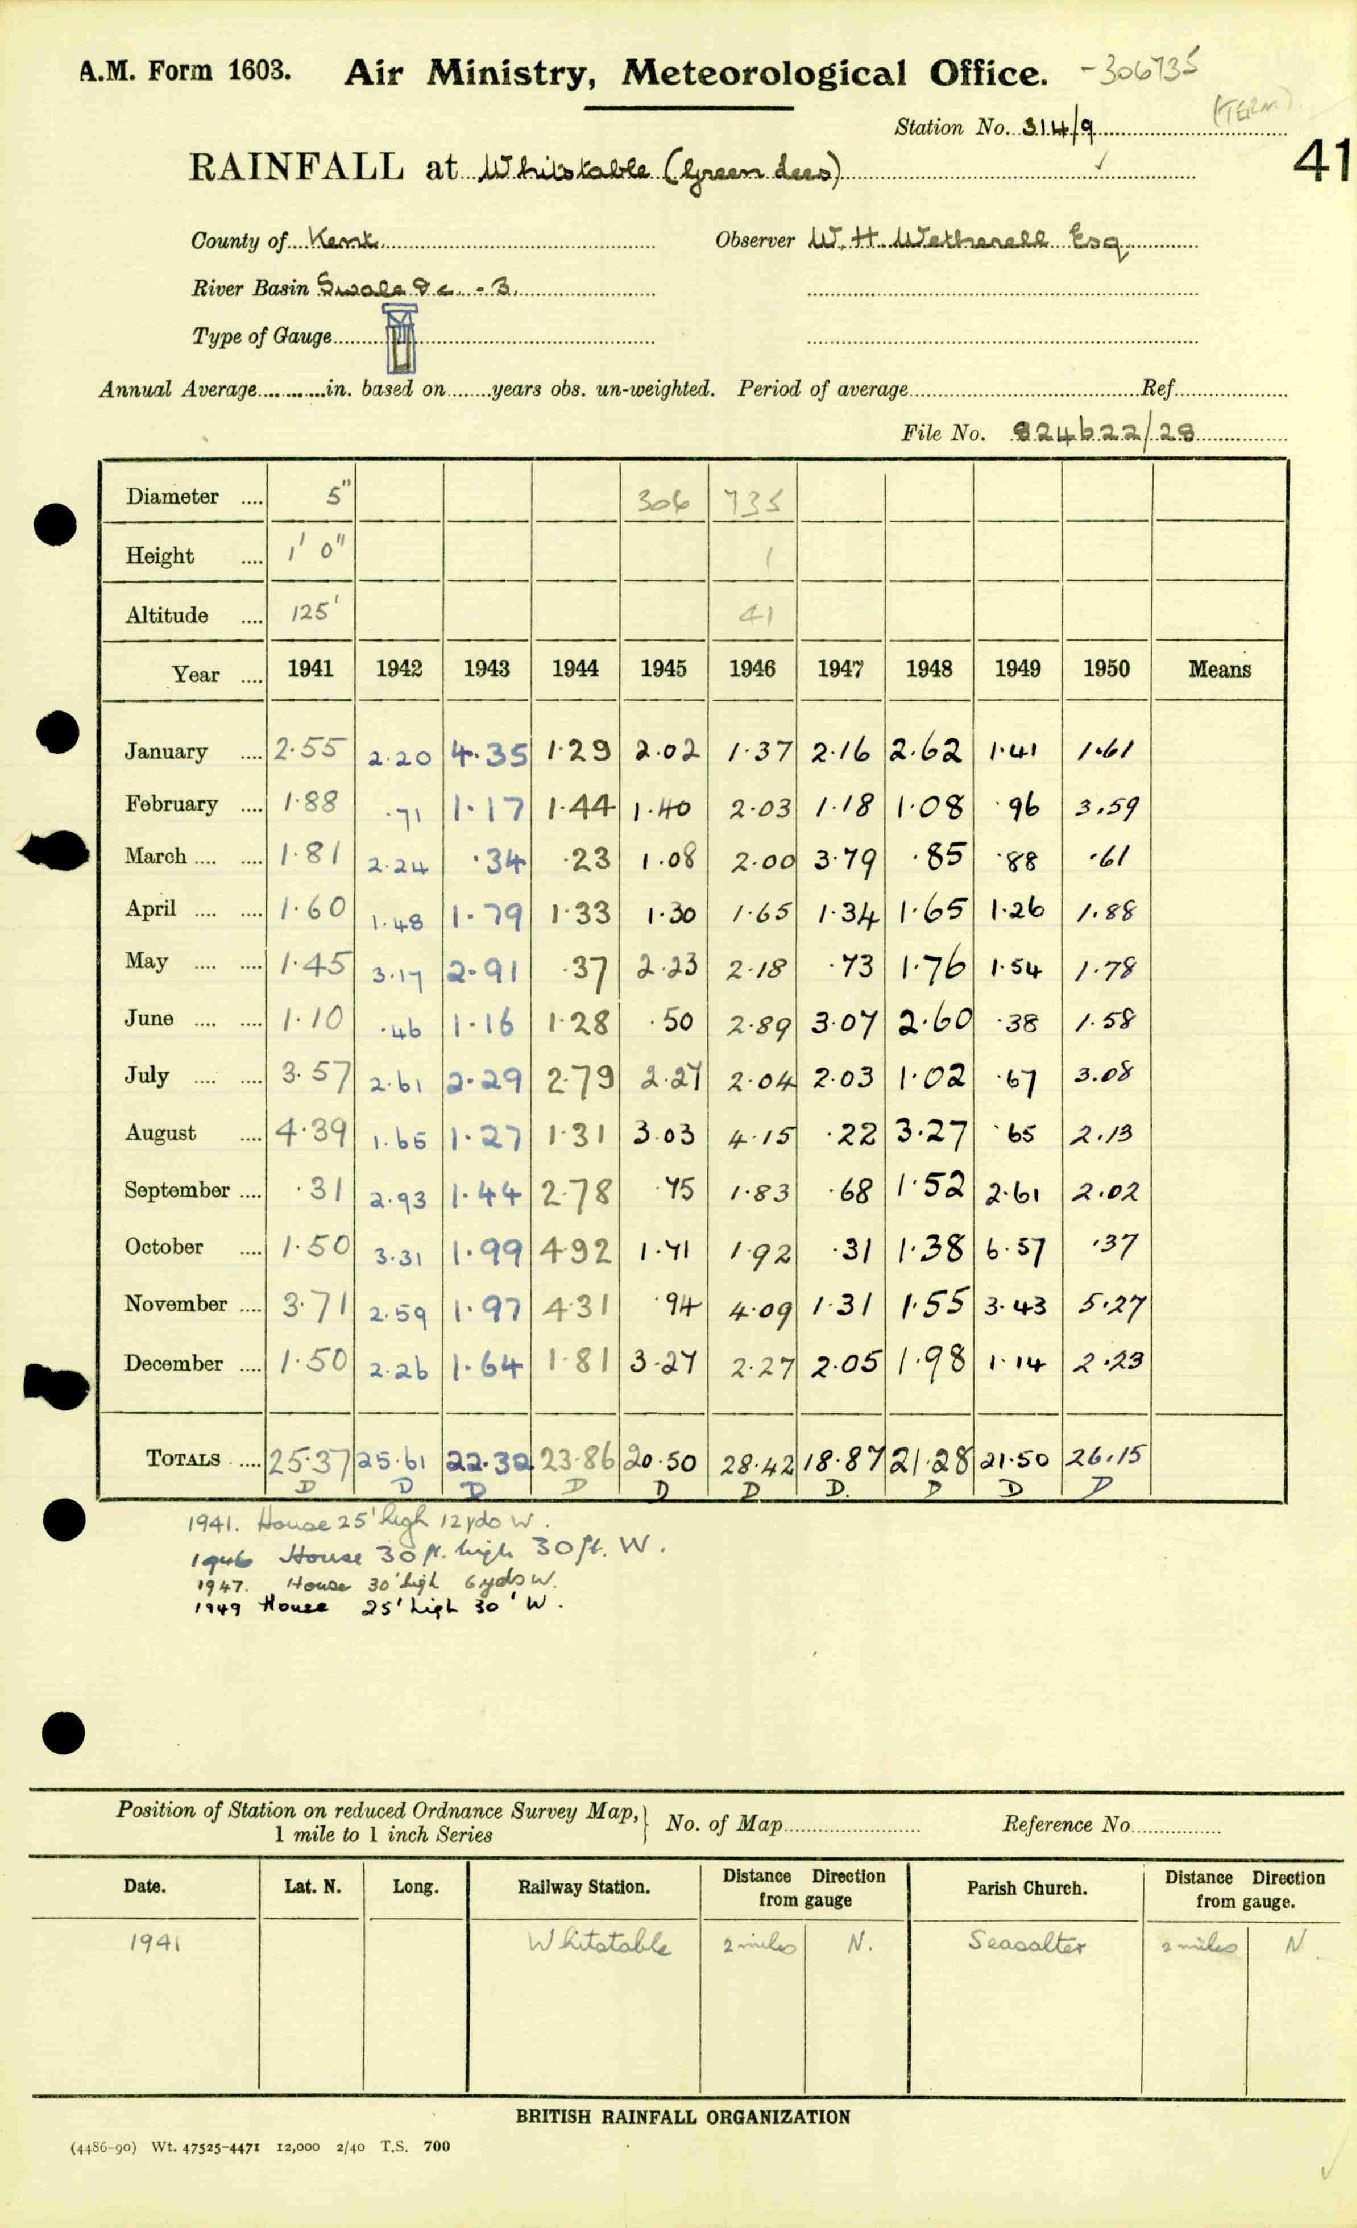 A.M. Form 1603. Air Ministry, Meteorological Office. -306735
(TERM)
Station No. 314/9
41
RAINFALL at Whitstable (Green Lees)
County of Kent Observer W. H. Wetherell Esq
River Basin Swale &c - 3.
Type of Gauge
Annual Average in. based on years obs. un-weighted. Period of average Ref
File No. 824622/28
Diameter 5" 306 735
Height 1' 0" 1
Altitude 125' 41
Year 1941 1942 1943 1944 1945 1946 1947 1948 1949 1950 Means
January 2.55 2.20 4.35 1.29 2.02 1.37 2.16 2.62 1.41 1.61
February 1.88 .71 1.17 1.44 1.40 2.03 1.18 1.08 .96 3.59
March 1.81 2.24 .34 .23 1.08 2.00 3.79 .85 .88 .61
April 1.60 1.48 1.79 1.33 1.30 1.65 1.34 1.65 1.26 1.88
May 1.45 3.17 2.91 .37 2.23 2.18 .73 1.76 1.54 1.78
June 1.10 .46 1.16 1.28 .50 2.89 3.07 2.60 .38 1.58
July 3.57 2.61 2.29 2.79 2.27 2.04 2.03 1.02 .67 3.08
August 4.39 1.65 1.27 1.31 3.03 4.15 .22 3.27 .65 2.13
September .31 2.93 1.44 2.78 .75 1.83 .68 1.52 2.61 2.02
October 1.50 3.31 1.99 4.92 1.71 1.92 .31 1.38 6.57 .37
November 3.71 2.59 1.97 4.31 .94 4.09 1.31 1.55 3.43 5.27
December 1.50 2.26 1.64 1.81 3.27 2.27 2.05 1.98 1.14 2.23
TOTALS 25.37 25.61 22.32 23.86 20.50 28.42 18.87 21.28 21.50 26.15
D D D D D D D. D D D
1941. House 25' high 12 yds W.
1946 House 30 ft. high 30 ft. W.
1947. House 30' high 6 yds W.
1949 House 25' high 30' W.
Position of Station on reduced Ordnance Survey Map, 1 mile to 1 inch Series No. of Map Reference No
Date. Lat. N. Long. Railway Station. Distance Direction from gauge Parish Church. Distance Direction from gauge.
1941 Whitstable 2 miles N. Seasalter 2 miles N
BRITISH RAINFALL ORGANIZATION
(4486-90) Wt. 47525-4471 12,000 2/40 T.S. 700